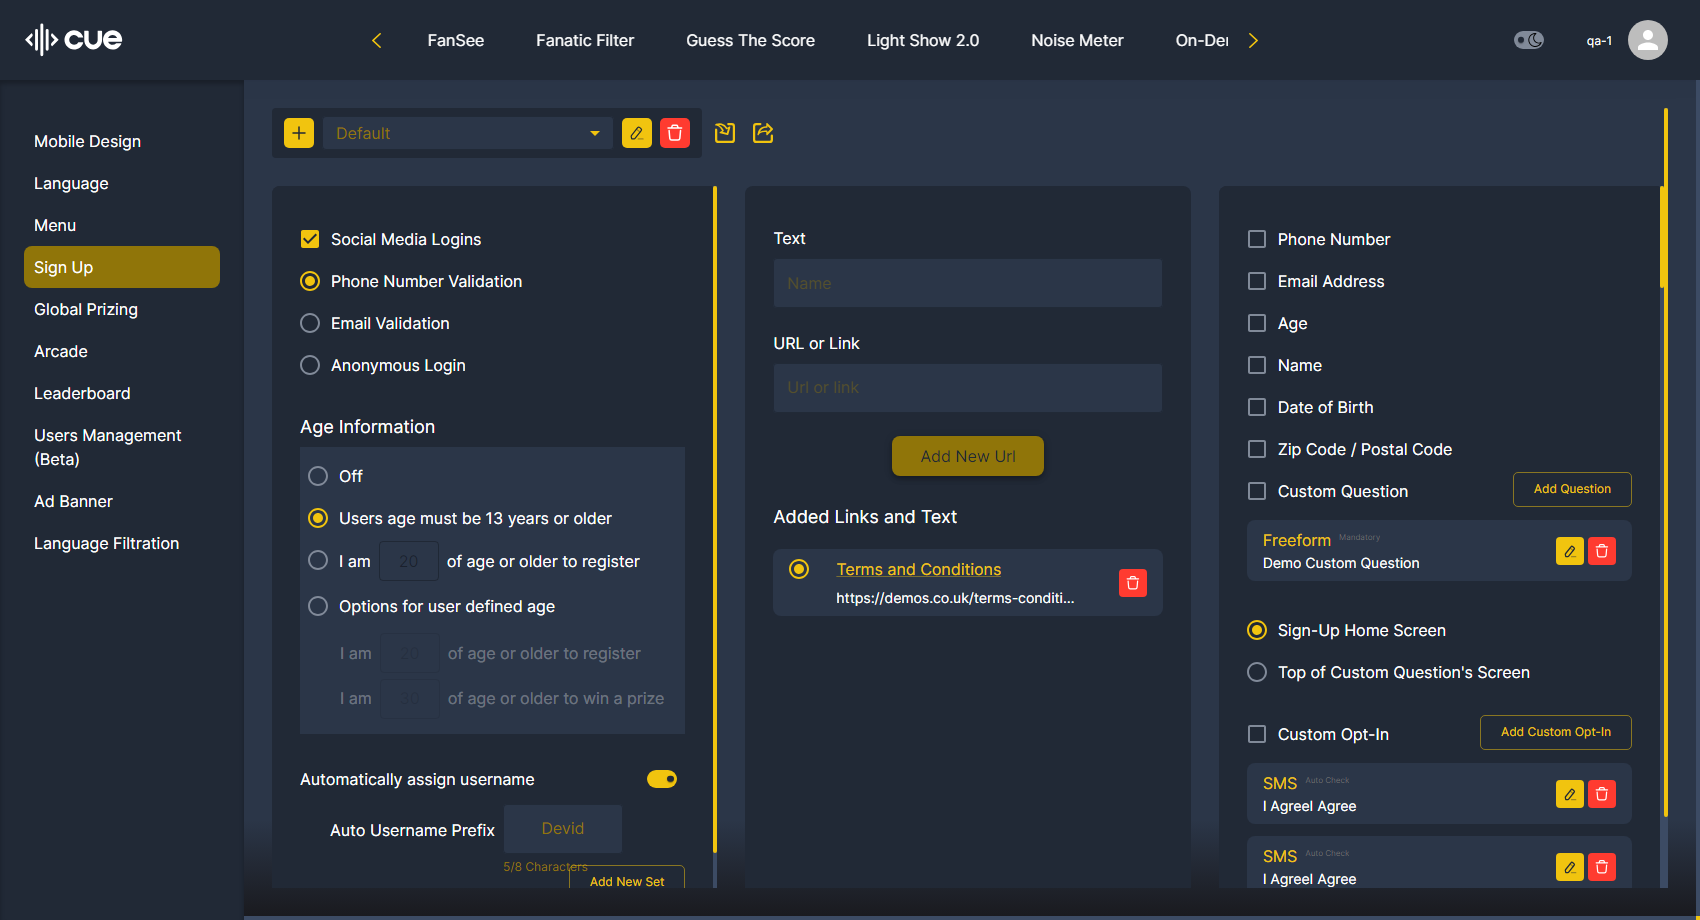 cue
FanSee
Fanatic Filter
Guess The Score
Light Show 2.0
Noise Meter
On-De
qa-1
Mobile Design
Language
Menu
Sign Up
Global Prizing
Arcade
Leaderboard
Users Management
(Beta)
Ad Banner
Language Filtration
Default
Social Media Logins
Phone Number Validation
Email Validation
Anonymous Login
Age Information
Off
Users age must be 13 years or older
I am 20 of age or older to register
Options for user defined age
I am 20 of age or older to register
I am 30 of age or older to win a prize
Automatically assign username
Auto Username Prefix Devid
5/8 Characters
Add New Set
Text
Name
URL or Link
Url or link
Add New Url
Added Links and Text
Terms and Conditions
https://demos.co.uk/terms-conditi...
Phone Number
Email Address
Age
Name
Date of Birth
Zip Code / Postal Code
Custom Question Add Question
Freeform Mandatory
Demo Custom Question
Sign-Up Home Screen
Top of Custom Question's Screen
Custom Opt-In Add Custom Opt-In
SMS Auto Check
I AgreeI Agree
SMS Auto Check
I AgreeI Agree